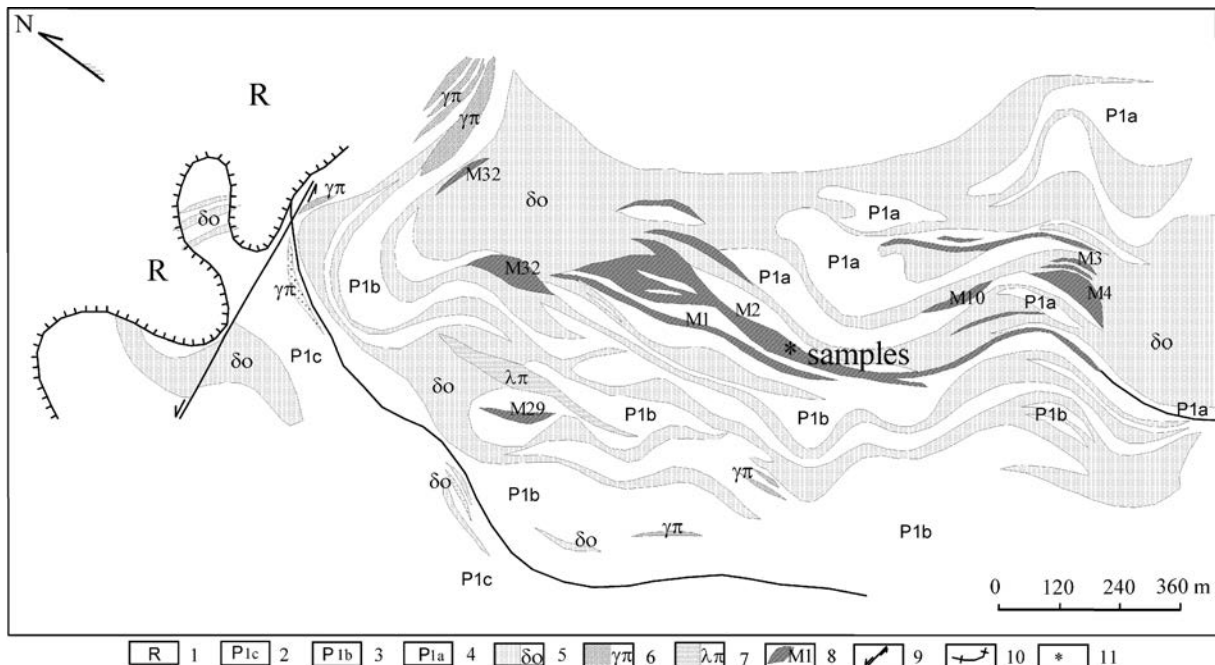 N
R
γπ
γπ
P1a
M32
γπ
δο
δο
P1a
R
M32
P1b
γπ
P1a
P1a
M3
M10
M4
P1a
M2
M1
* samples
δο
P1c
δο
λπ
δο
M29
P1b
P1b
P1b
P1a
γπ
δο
P1b
γπ
δο
P1b
P1c
0 120 240 360 m
R 1 P1c 2 P1b 3 P1a 4 δο 5 γπ 6 λπ 7 M1 8 9 10 * 11